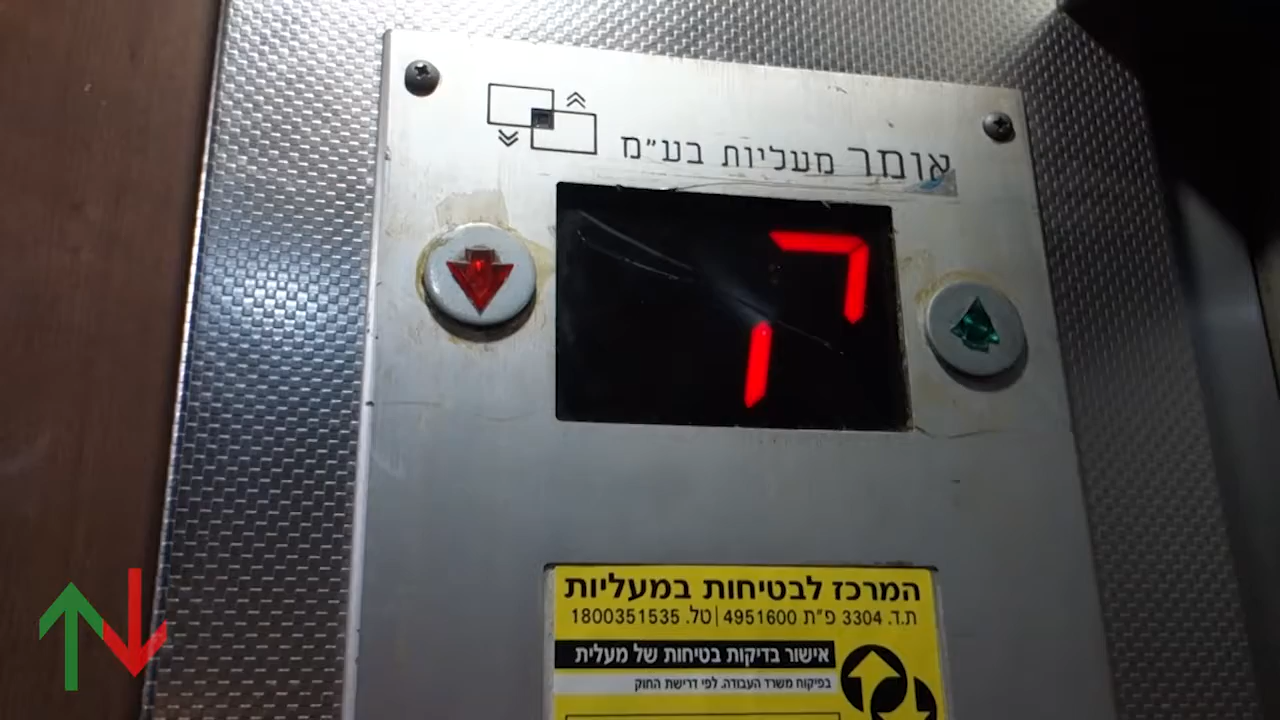 אומר מעליות בע״מ
ק
המרכז לבטיחות במעליות
ת.ד. 3304 פ״ת 4951600 | טל. 1800351535
אישור בדיקות בטיחות של מעלית
בפיקוח משרד העבודה. לפי דרישת החוק